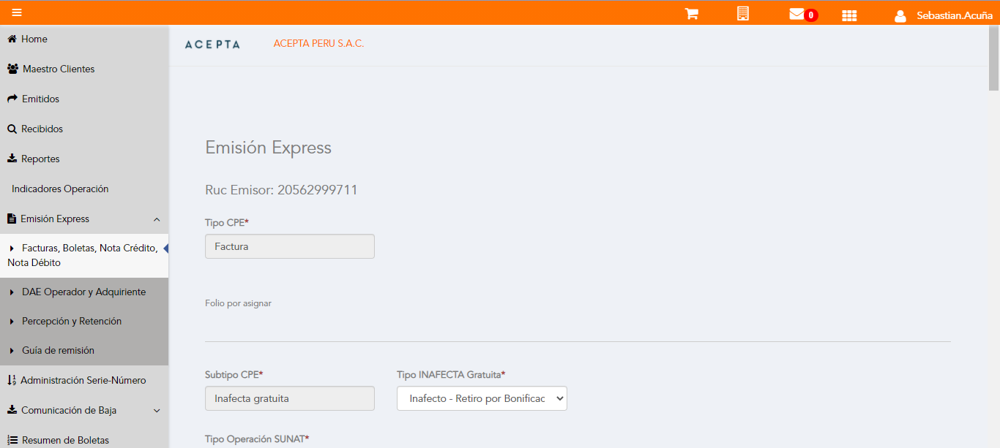 0
Sebastian.Acuña
Home
Maestro Clientes
Emitidos
Recibidos
Reportes
Indicadores Operación
Emisión Express
Facturas, Boletas, Nota Crédito,
Nota Débito
DAE Operador y Adquiriente
Percepción y Retención
Guía de remisión
Administración Serie-Número
Comunicación de Baja
Resumen de Boletas
ACEPTA
ACEPTA PERU S.A.C.
Emisión Express
Ruc Emisor: 20562999711
Tipo CPE*
Factura
Folio por asignar
Subtipo CPE*
Inafecta gratuita
Tipo INAFECTA Gratuita*
Inafecto - Retiro por Bonificac
Tipo Operación SUNAT*